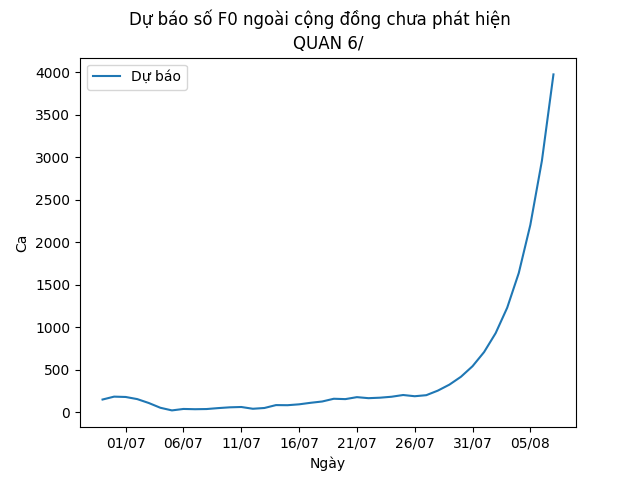 Dự báo số F0 ngoài cộng đồng chưa phát hiện
QUAN 6/
Dự báo
4000
3500
3000
2500
2000
1500
1000
500
0
Ca
01/07 06/07 11/07 16/07 21/07 26/07 31/07 05/08
Ngày